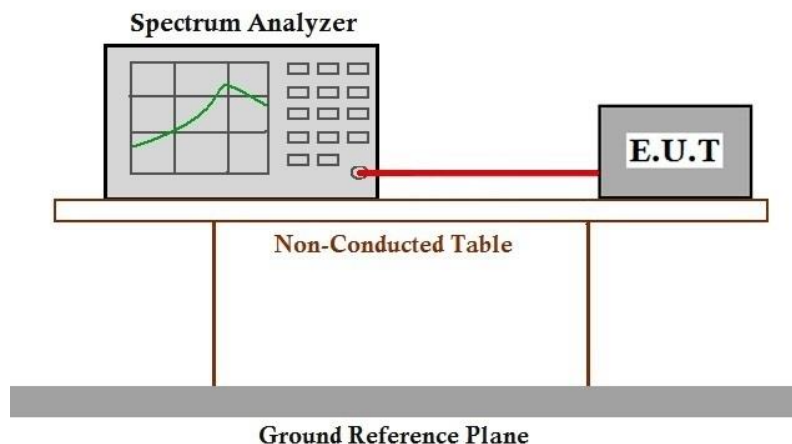 Spectrum Analyzer
E.U.T
Non-Conducted Table
Ground Reference Plane